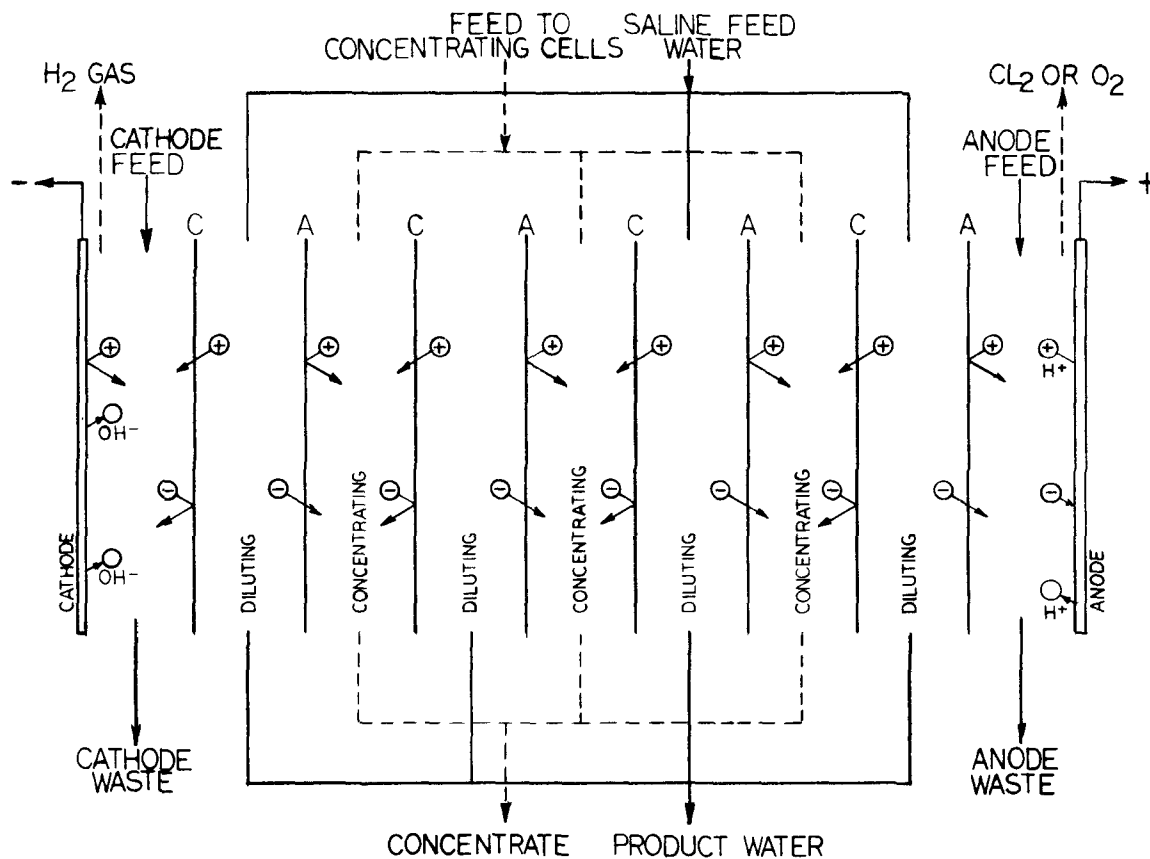 FEED TO
CONCENTRATING CELLS
SALINE FEED
WATER
H2 GAS
CL2 OR O2
CATHODE
FEED
ANODE
FEED
-
+
C
A
C
A
C
A
C
A
+
+
+
+
+
+
+
+
+
H+
OH-
-
-
-
-
-
-
-
-
-
OH-
H+
CATHODE
DILUTING
CONCENTRATING
DILUTING
CONCENTRATING
DILUTING
CONCENTRATING
DILUTING
ANODE
CATHODE
WASTE
ANODE
WASTE
CONCENTRATE
PRODUCT WATER